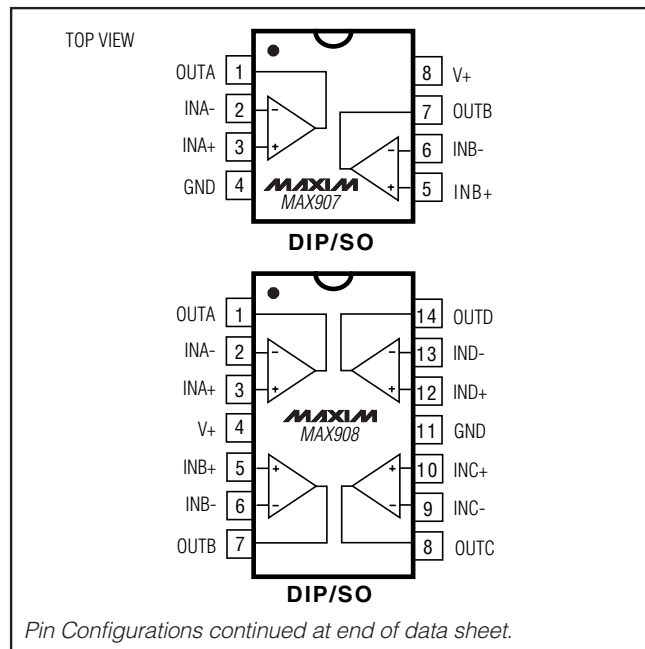 TOP VIEW
OUTA 1
INA- 2
INA+ 3
GND 4
8 V+
7 OUTB
6 INB-
5 INB+
- +
- +
MAXIM
MAX907
DIP/SO
OUTA 1
INA- 2
INA+ 3
V+ 4
INB+ 5
INB- 6
OUTB 7
14 OUTD
13 IND-
12 IND+
11 GND
10 INC+
9 INC-
8 OUTC
- +
- +
+ -
+ -
MAXIM
MAX908
DIP/SO
Pin Configurations continued at end of data sheet.